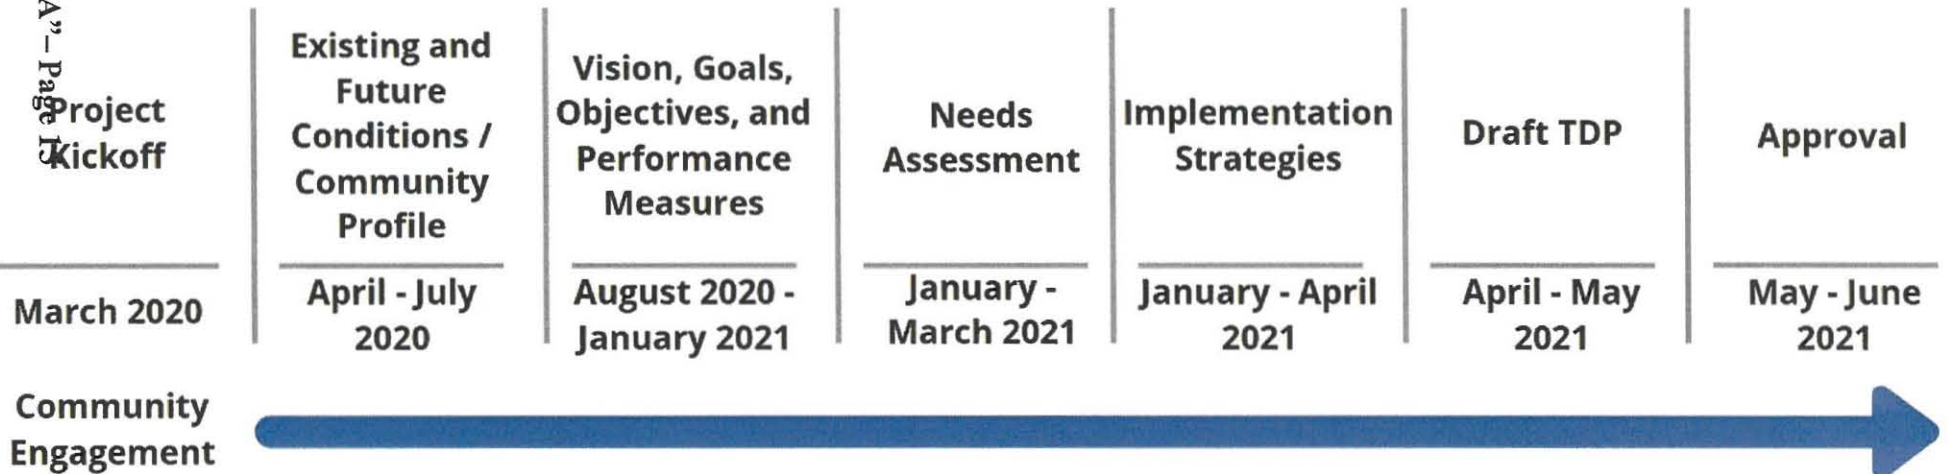 A” – Page 15
Project
Kickoff
March 2020
Existing and
Future
Conditions /
Community
Profile
April - July
2020
Vision, Goals,
Objectives, and
Performance
Measures
August 2020 -
January 2021
Needs
Assessment
January -
March 2021
Implementation
Strategies
January - April
2021
Draft TDP
April - May
2021
Approval
May - June
2021
Community
Engagement